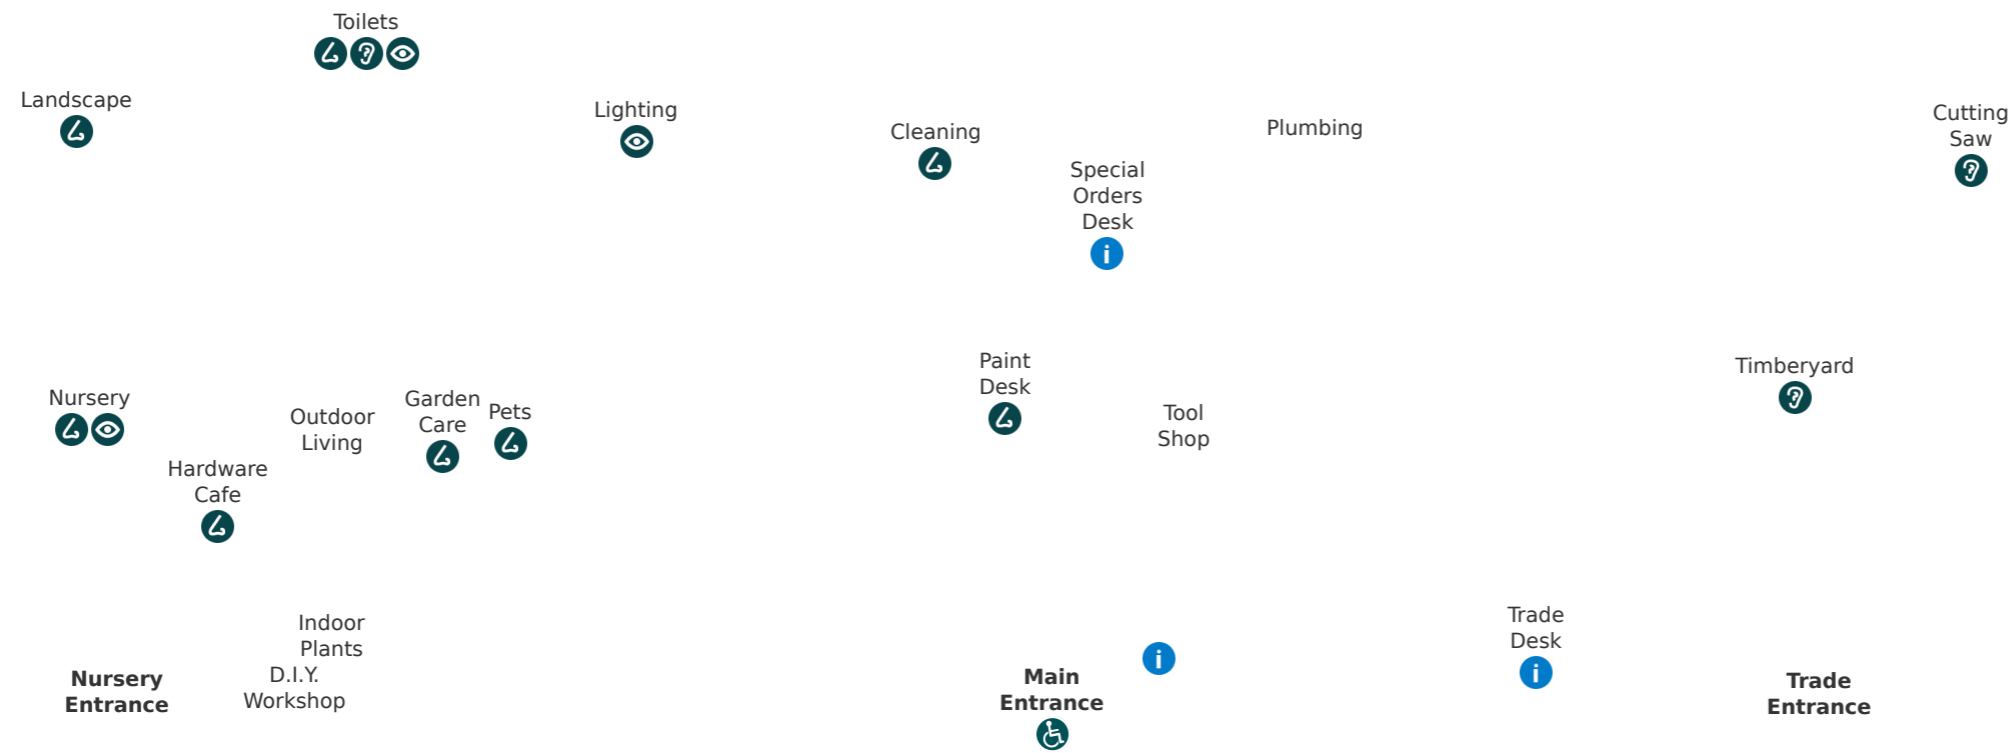 Toilets
Landscape
Lighting
Cleaning
Plumbing
Cutting
Saw
Special
Orders
Desk
i
Nursery
Outdoor
Living
Garden
Care
Pets
Hardware
Cafe
Paint
Desk
Tool
Shop
Timberyard
Indoor
Plants
D.I.Y.
Workshop
Nursery
Entrance
Main
Entrance
i
Trade
Desk
i
Trade
Entrance